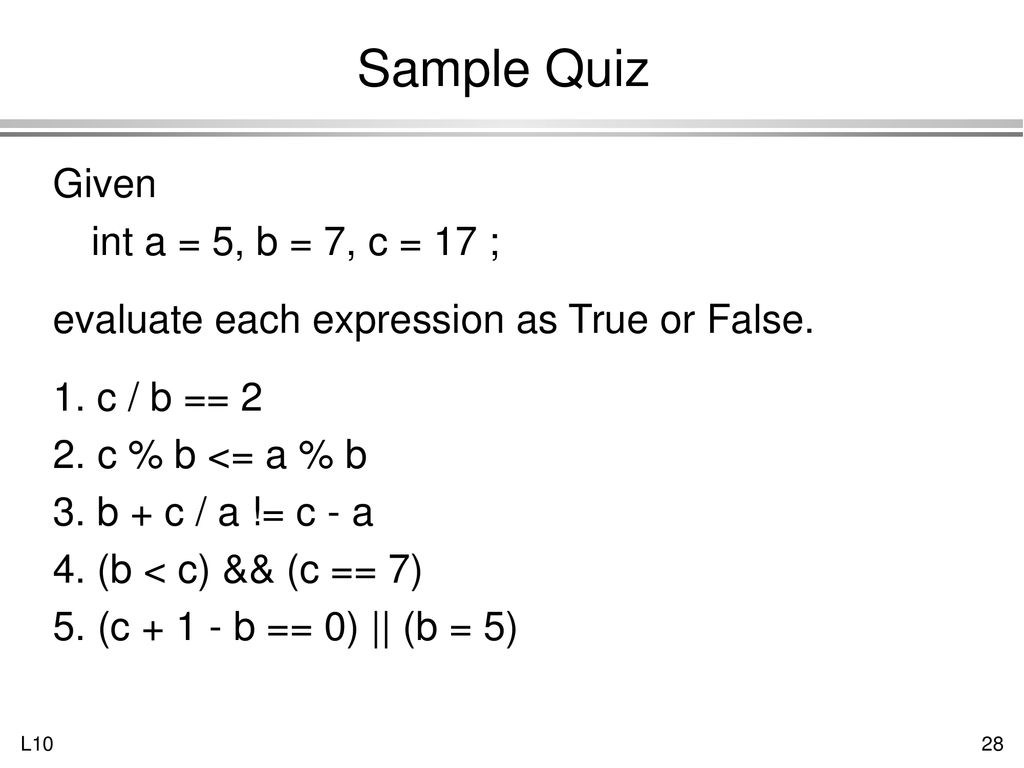 Sample Quiz
Given
int a = 5, b = 7, c = 17 ;
evaluate each expression as True or False.
1. c / b == 2
2. c % b <= a % b
3. b + c / a != c - a
4. (b < c) && (c == 7)
5. (c + 1 - b == 0) || (b = 5)
L10
28